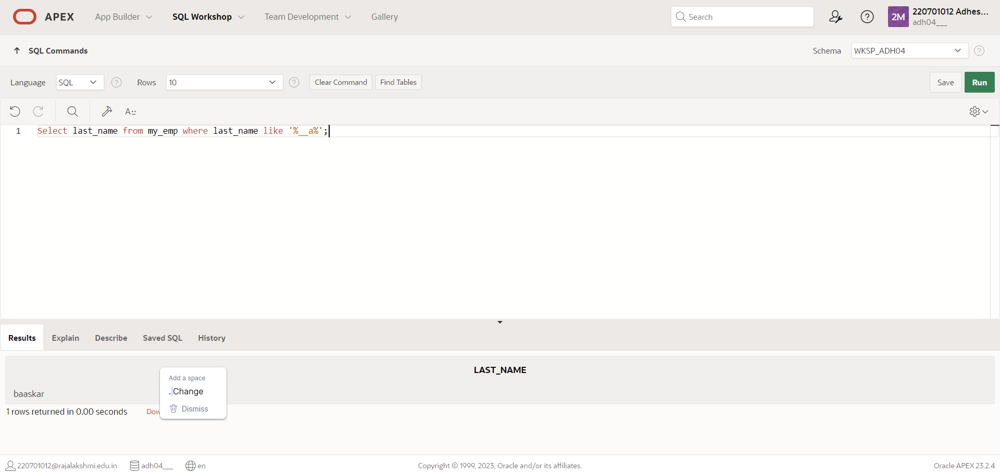 APEX App Builder SQL Workshop Team Development Gallery Search 2M 220701012 Adhes...
adh04___
SQL Commands Schema WKSP_ADH04
Language SQL Rows 10 Clear Command Find Tables Save Run
A
1 Select last_name from my_emp where last_name like '%__a%';
Results Explain Describe Saved SQL History
LAST_NAME
Add a space
. Change
baaskar
Dismiss
1 rows returned in 0.00 seconds Dow
220701012@rajalakshmi.edu.in adh04___ en Copyright © 1999, 2023, Oracle and/or its affiliates. Oracle APEX 23.2.4